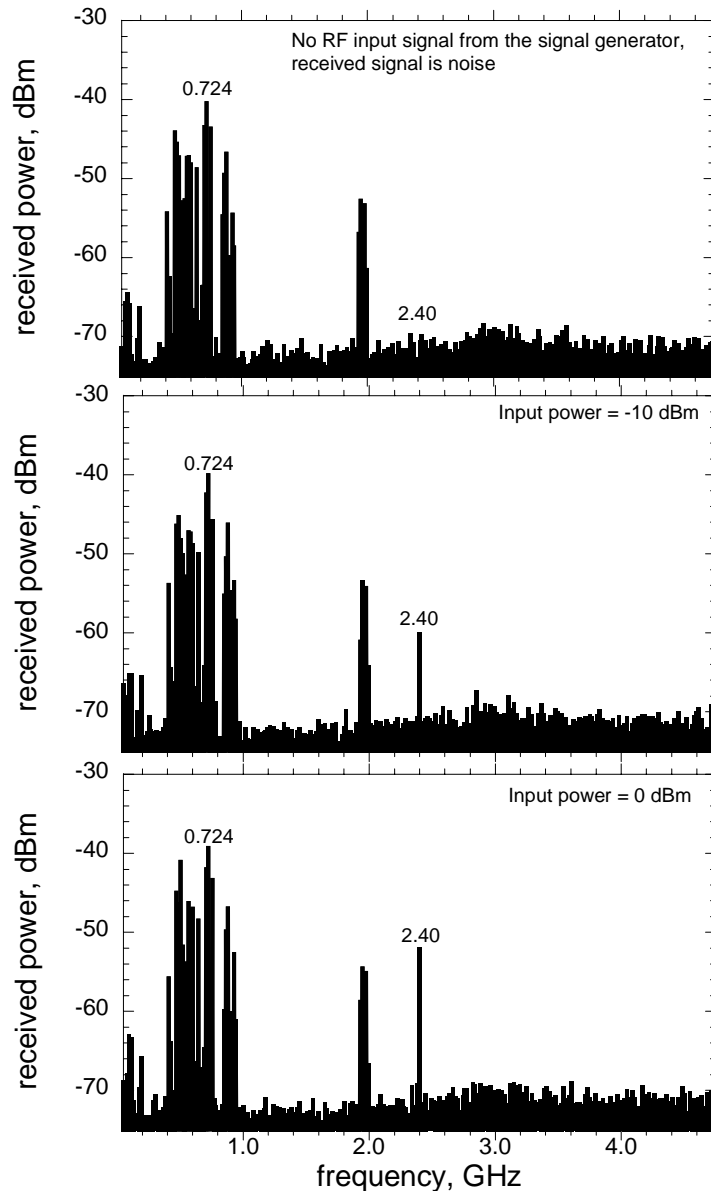 -30
No RF input signal from the signal generator,
received signal is noise
0.724
-40
-50
-60
2.40
-70
received power, dBm
-30
Input power = -10 dBm
0.724
-40
-50
-60
2.40
-70
received power, dBm
-30
Input power = 0 dBm
0.724
-40
-50
2.40
-60
-70
received power, dBm
1.0 2.0 3.0 4.0
frequency, GHz